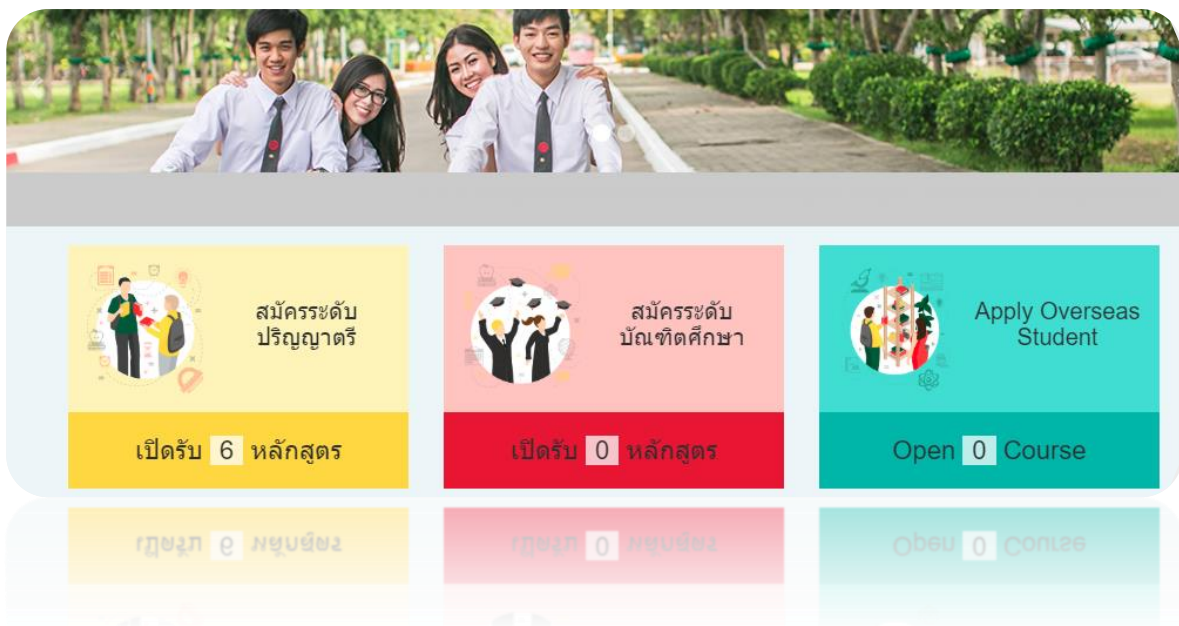 สมัครระดับ
ปริญญาตรี
เปิดรับ 6 หลักสูตร
สมัครระดับ
บัณฑิตศึกษา
เปิดรับ 0 หลักสูตร
Apply Overseas
Student
Open 0 Course